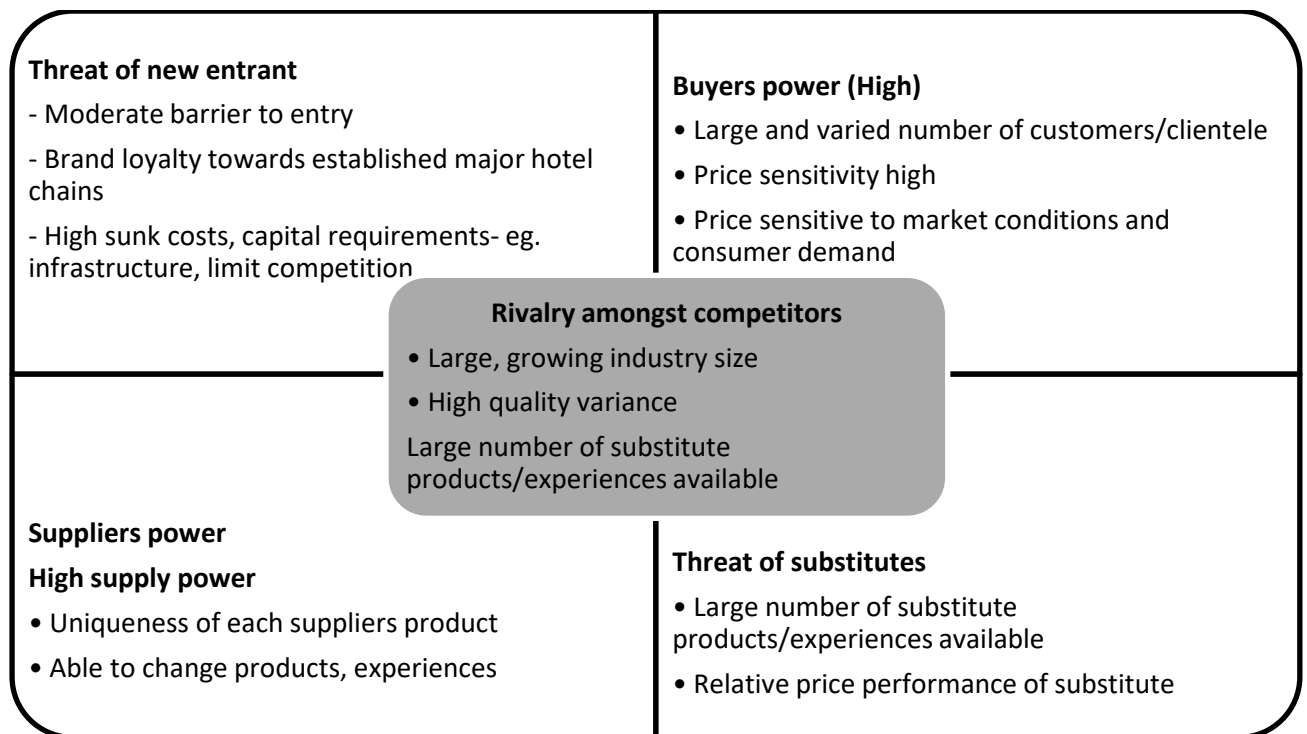 Threat of new entrant
- Moderate barrier to entry
- Brand loyalty towards established major hotel
chains
- High sunk costs, capital requirements- eg.
infrastructure, limit competition
Buyers power (High)
• Large and varied number of customers/clientele
• Price sensitivity high
• Price sensitive to market conditions and
consumer demand
Rivalry amongst competitors
• Large, growing industry size
• High quality variance
Large number of substitute
products/experiences available
Suppliers power
High supply power
• Uniqueness of each suppliers product
• Able to change products, experiences
Threat of substitutes
• Large number of substitute
products/experiences available
• Relative price performance of substitute